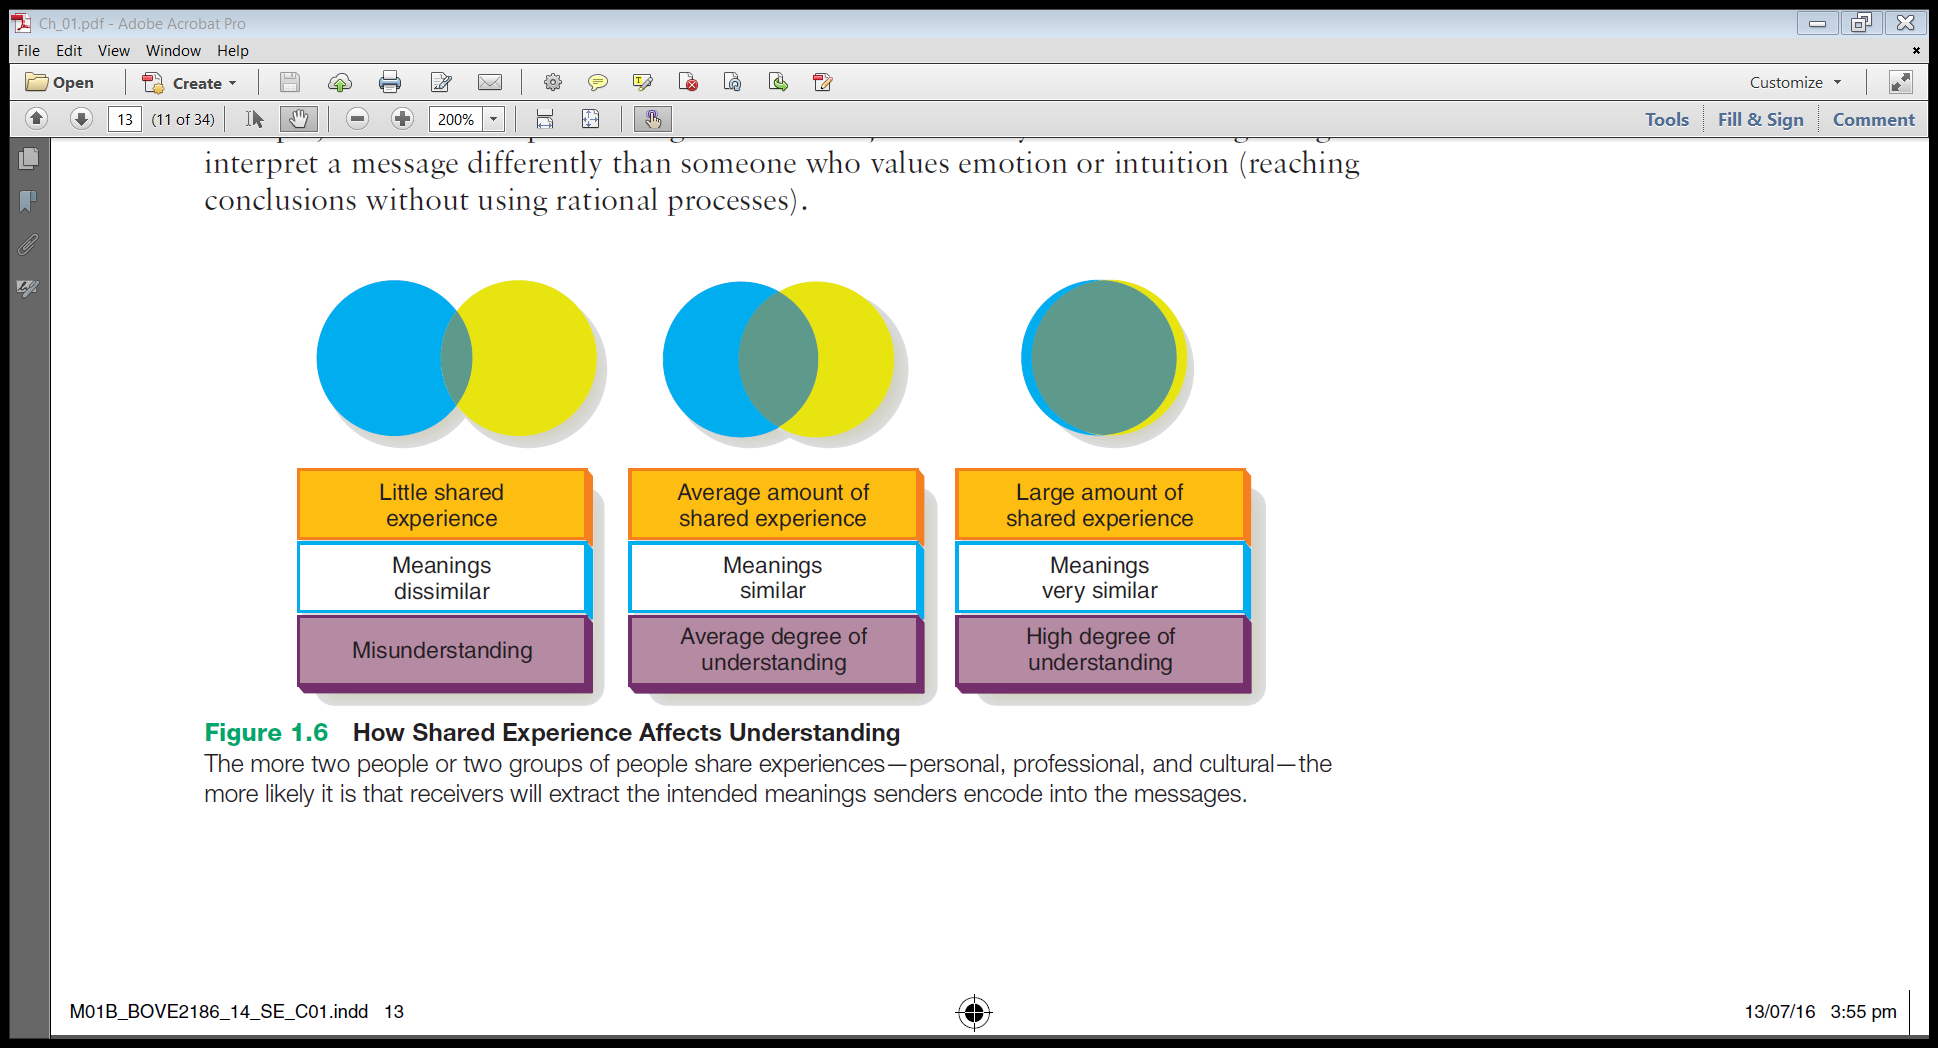 Ch_01.pdf - Adobe Acrobat Pro
File Edit View Window Help
Open Create Customize
13 (11 of 34) 200% Tools Fill & Sign Comment
interpret a message differently than someone who values emotion or intuition (reaching
conclusions without using rational processes).
Little shared
experience
Meanings
dissimilar
Misunderstanding
Average amount of
shared experience
Meanings
similar
Average degree of
understanding
Large amount of
shared experience
Meanings
very similar
High degree of
understanding
Figure 1.6 How Shared Experience Affects Understanding
The more two people or two groups of people share experiences—personal, professional, and cultural—the
more likely it is that receivers will extract the intended meanings senders encode into the messages.
M01B_BOVE2186_14_SE_C01.indd 13
13/07/16 3:55 pm